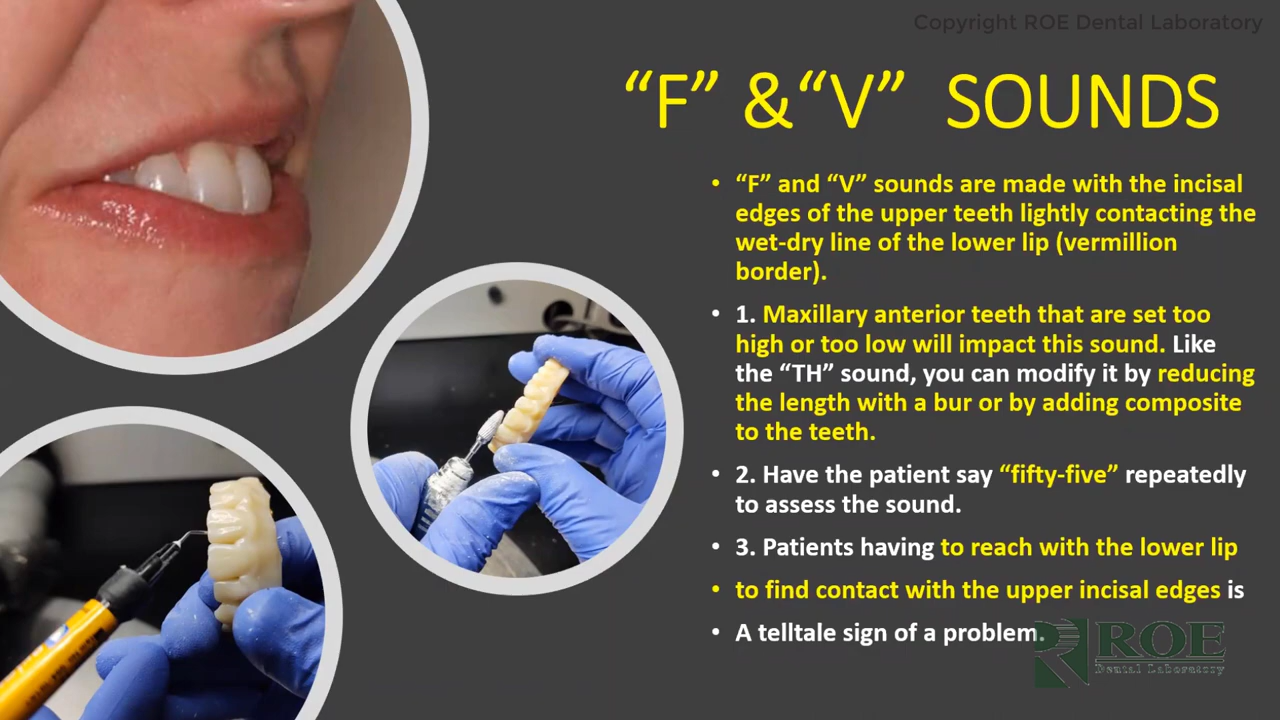 Copyright ROE Dental Laboratory
“F” &“V” SOUNDS
• “F” and “V” sounds are made with the incisal
edges of the upper teeth lightly contacting the
wet-dry line of the lower lip (vermillion
border).
• 1. Maxillary anterior teeth that are set too
high or too low will impact this sound. Like
the “TH” sound, you can modify it by reducing
the length with a bur or by adding composite
to the teeth.
• 2. Have the patient say “fifty-five” repeatedly
to assess the sound.
• 3. Patients having to reach with the lower lip
• to find contact with the upper incisal edges is
• A telltale sign of a problem.
ROE
Dental Laboratory